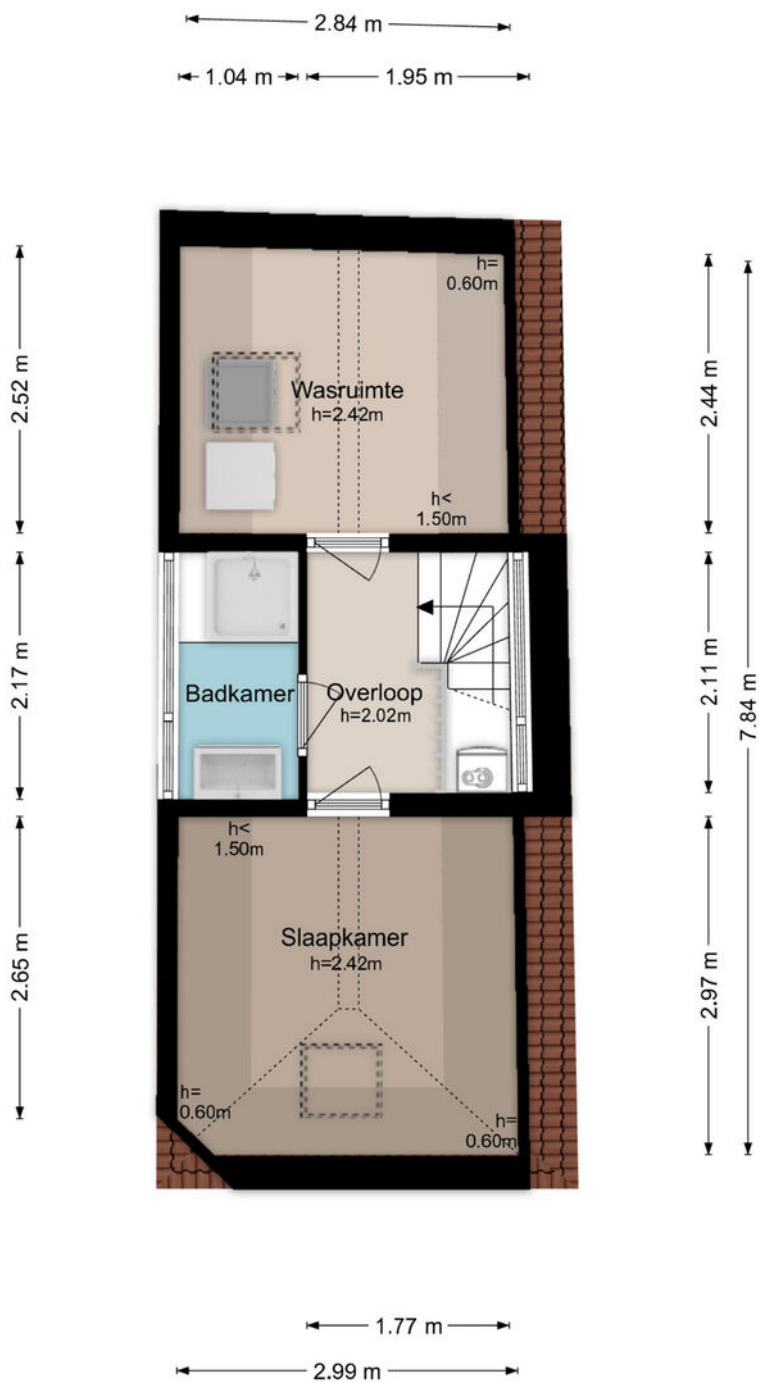 2.84 m
1.04 m
1.95 m
h=
0.60m
2.52 m
Wasruimte
h=2.42m
2.44 m
h<
1.50m
2.17 m
Badkamer
Overloop
h=2.02m
2.11 m
7.84 m
h<
1.50m
2.65 m
Slaapkamer
h=2.42m
2.97 m
h=
0.60m
h=
0.60m
1.77 m
2.99 m